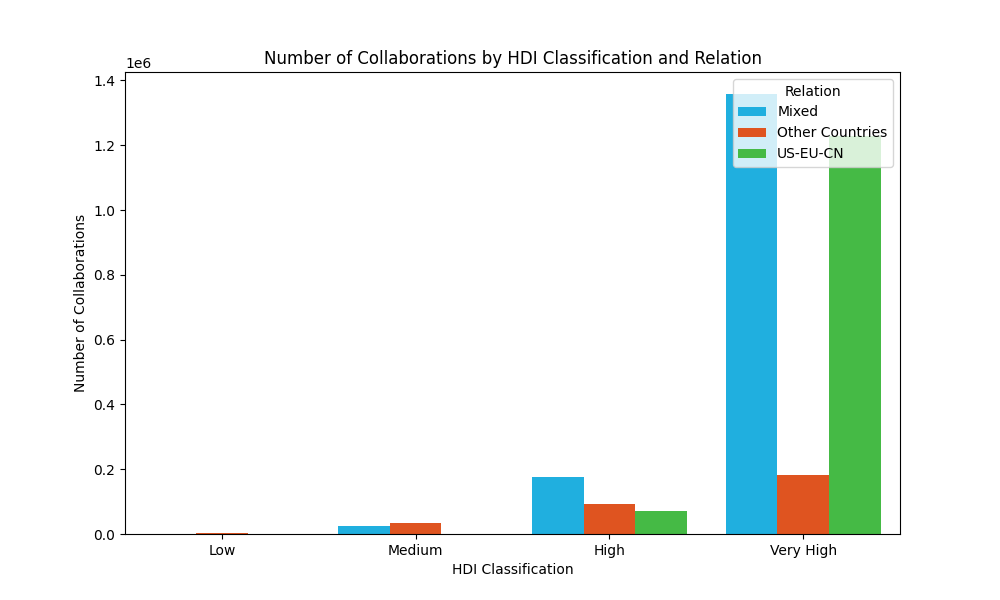 Number of Collaborations by HDI Classification and Relation
1e6
1.4
1.2
1.0
0.8
0.6
0.4
0.2
0.0
Number of Collaborations
Relation
Mixed
Other Countries
US-EU-CN
Low
Medium
High
Very High
HDI Classification